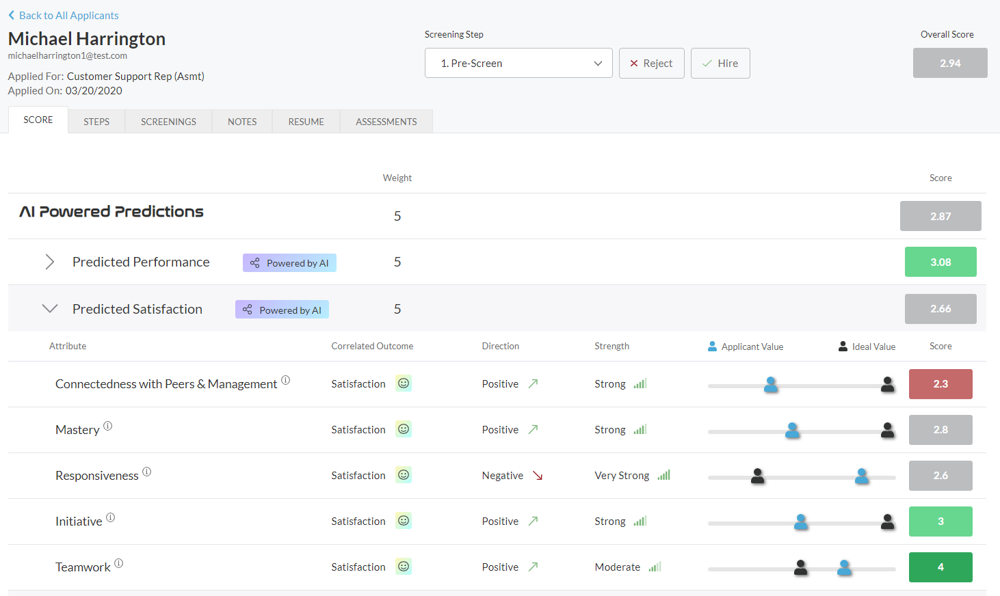 Back to All Applicants
Michael Harrington
michaelharrington1@test.com
Applied For: Customer Support Rep (Asmt)
Applied On: 03/20/2020
Screening Step
1. Pre-Screen
Reject
Hire
Overall Score
2.94
SCORE STEPS SCREENINGS NOTES RESUME ASSESSMENTS
Weight Score
AI Powered Predictions 5 2.87
Predicted Performance Powered by AI 5 3.08
Predicted Satisfaction Powered by AI 5 2.66
Attribute Correlated Outcome Direction Strength Applicant Value Ideal Value Score
Connectedness with Peers & Management Satisfaction Positive Strong 2.3
Mastery Satisfaction Positive Strong 2.8
Responsiveness Satisfaction Negative Very Strong 2.6
Initiative Satisfaction Positive Strong 3
Teamwork Satisfaction Positive Moderate 4